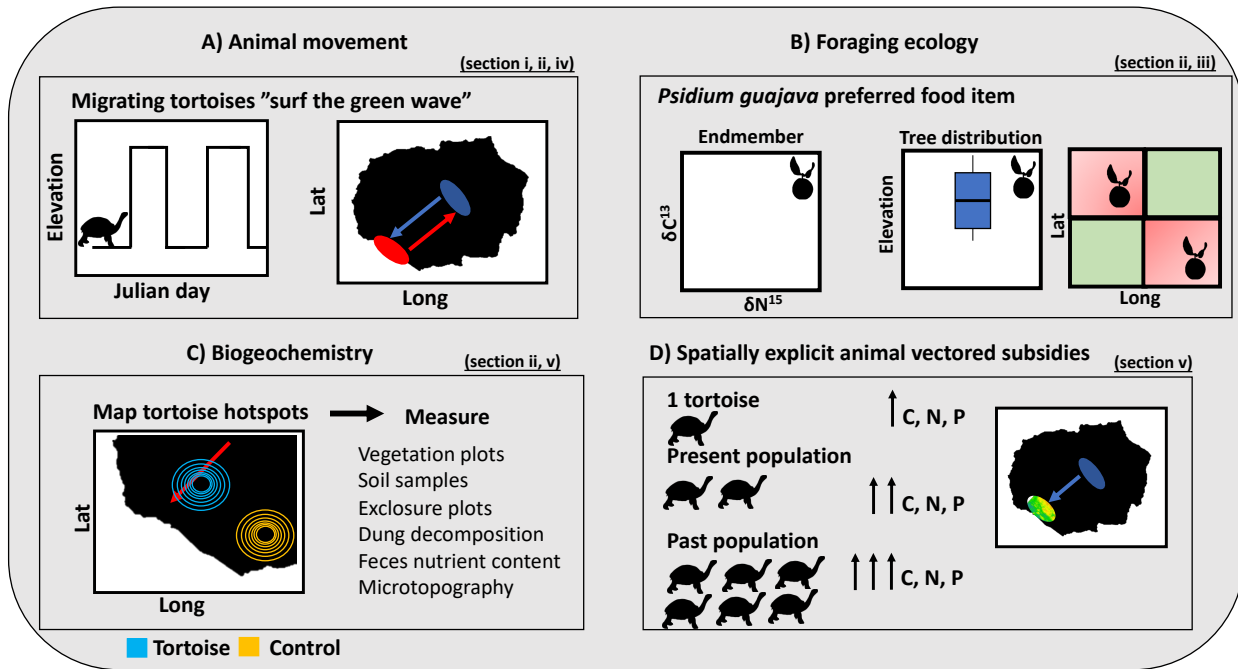 A) Animal movement
(section i, ii, iv)
Migrating tortoises ”surf the green wave”
Elevation
Julian day
Lat
Long
B) Foraging ecology
(section ii, iii)
Psidium guajava preferred food item
Endmember
δC¹³
δN¹⁵
Tree distribution
Elevation
Lat
Long
C) Biogeochemistry
(section ii, v)
Map tortoise hotspots
Measure
Lat
Long
Vegetation plots
Soil samples
Exclosure plots
Dung decomposition
Feces nutrient content
Microtopography
Tortoise
Control
D) Spatially explicit animal vectored subsidies
(section v)
1 tortoise
C, N, P
Present population
C, N, P
Past population
C, N, P